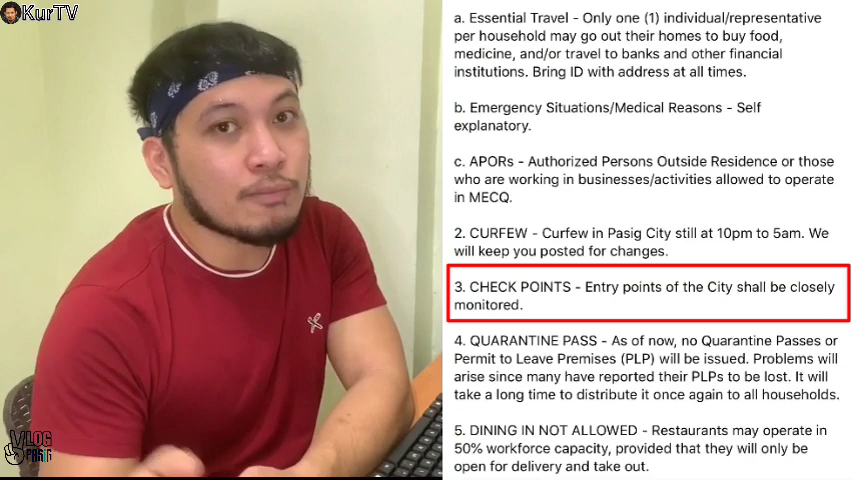 KurTV
a. Essential Travel - Only one (1) individual/representative
per household may go out their homes to buy food,
medicine, and/or travel to banks and other financial
institutions. Bring ID with address at all times.
b. Emergency Situations/Medical Reasons - Self
explanatory.
c. APORs - Authorized Persons Outside Residence or those
who are working in businesses/activities allowed to operate
in MECQ.
2. CURFEW - Curfew in Pasig City still at 10pm to 5am. We
will keep you posted for changes.
3. CHECK POINTS - Entry points of the City shall be closely
monitored.
4. QUARANTINE PASS - As of now, no Quarantine Passes or
Permit to Leave Premises (PLP) will be issued. Problems will
arise since many have reported their PLPs to be lost. It will
take a long time to distribute it once again to all households.
5. DINING IN NOT ALLOWED - Restaurants may operate in
50% workforce capacity, provided that they will only be
open for delivery and take out.
VLOG
PASIG